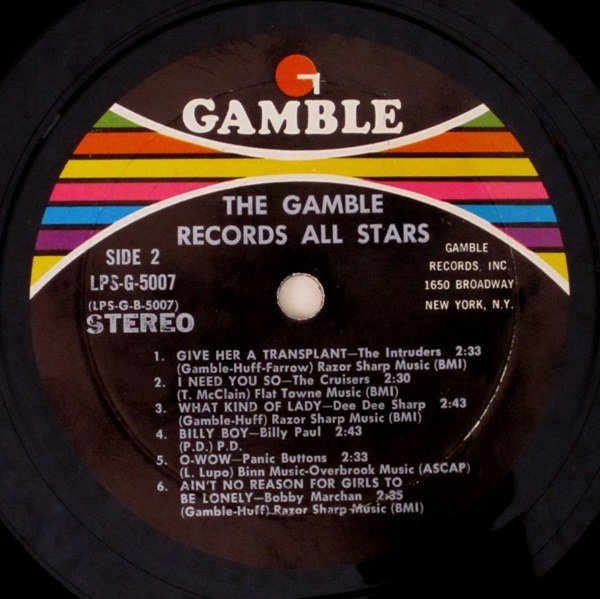 GAMBLE
THE GAMBLE
RECORDS ALL STARS
SIDE 2
LPS-G-5007
(LPS-G-B-5007)
STEREO
GAMBLE
RECORDS, INC.
1650 BROADWAY
NEW YORK, N.Y.
1. GIVE HER A TRANSPLANT—The Intruders 2:33
(Gamble-Huff-Farrow) Razor Sharp Music (BMI)
2. I NEED YOU SO—The Cruisers 2:30
(T. McClain) Flat Towne Music (BMI)
3. WHAT KIND OF LADY—Dee Dee Sharp 2:43
(Gamble-Huff) Razor Sharp Music (BMI)
4. BILLY BOY—Billy Paul 2:43
(P.D.) P.D.
5. O-WOW—Panic Buttons 2:33
(L. Lupo) Binn Music-Overbrook Music (ASCAP)
6. AIN'T NO REASON FOR GIRLS TO
BE LONELY—Bobby Marchan 2:35
(Gamble-Huff) Razor Sharp Music (BMI)